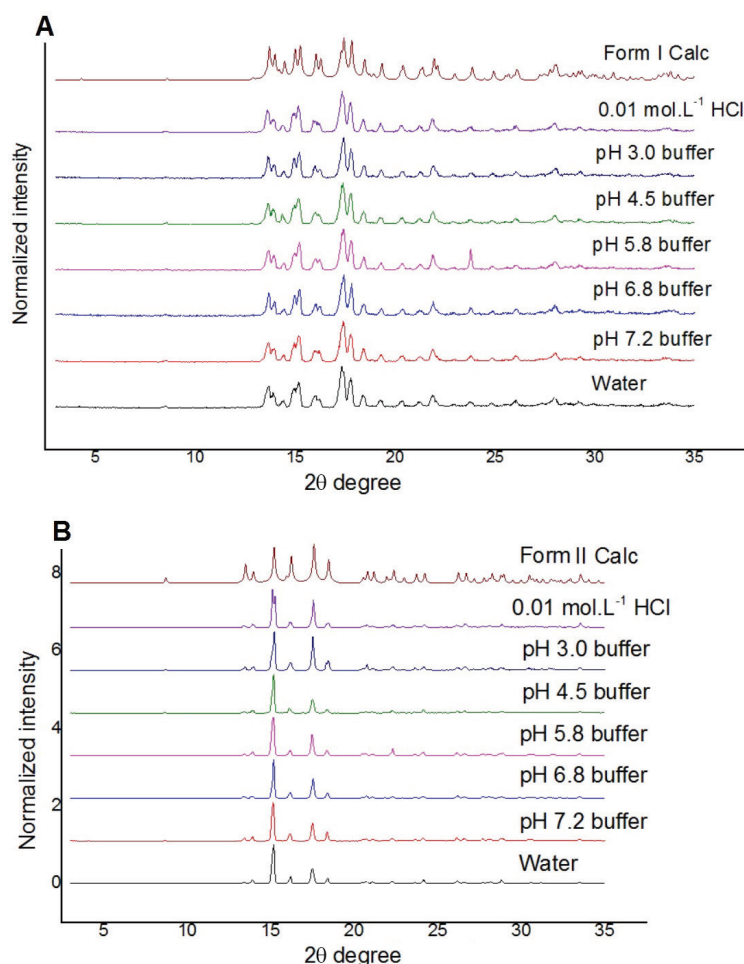 A
Form I Calc
0.01 mol.L⁻¹ HCl
pH 3.0 buffer
pH 4.5 buffer
pH 5.8 buffer
pH 6.8 buffer
pH 7.2 buffer
Water
Normalized intensity
5 10 15 20 25 30 35
2θ degree
B
Form II Calc
0.01 mol.L⁻¹ HCl
pH 3.0 buffer
pH 4.5 buffer
pH 5.8 buffer
pH 6.8 buffer
pH 7.2 buffer
Water
8
6
4
2
0
Normalized intensity
5 10 15 20 25 30 35
2θ degree